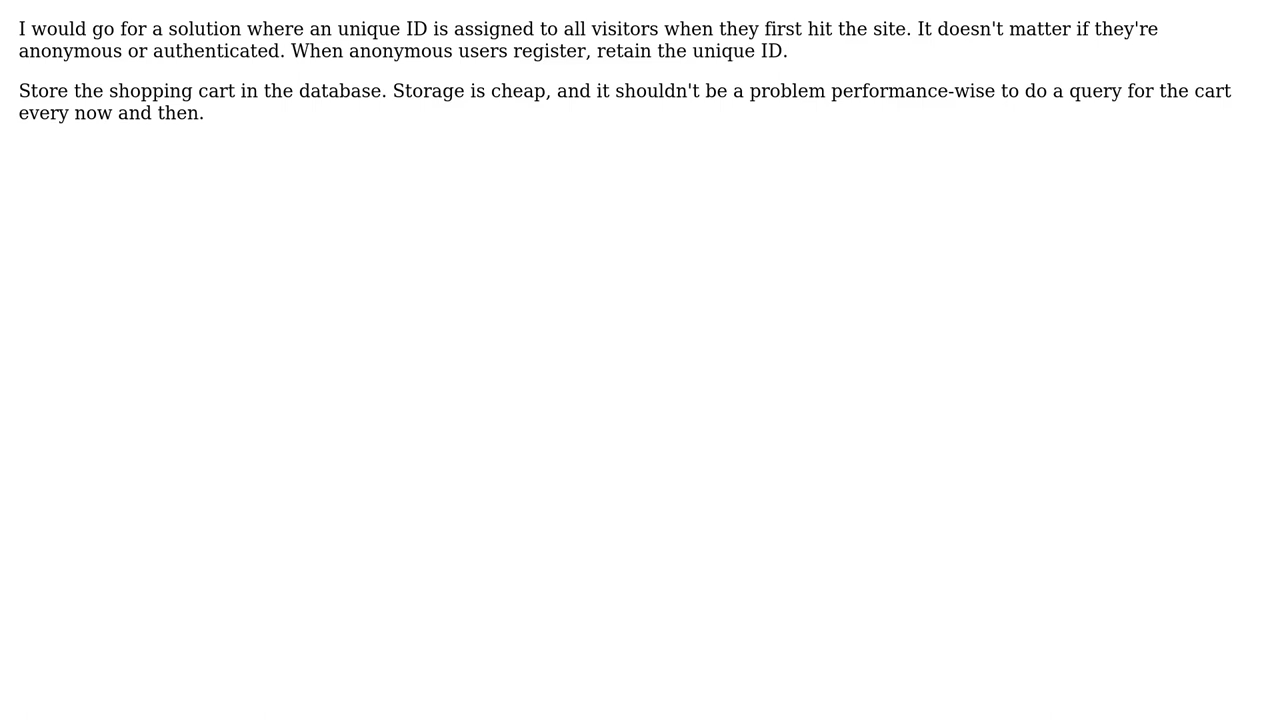 I would go for a solution where an unique ID is assigned to all visitors when they first hit the site. It doesn't matter if they're
anonymous or authenticated. When anonymous users register, retain the unique ID.
Store the shopping cart in the database. Storage is cheap, and it shouldn't be a problem performance-wise to do a query for the cart
every now and then.